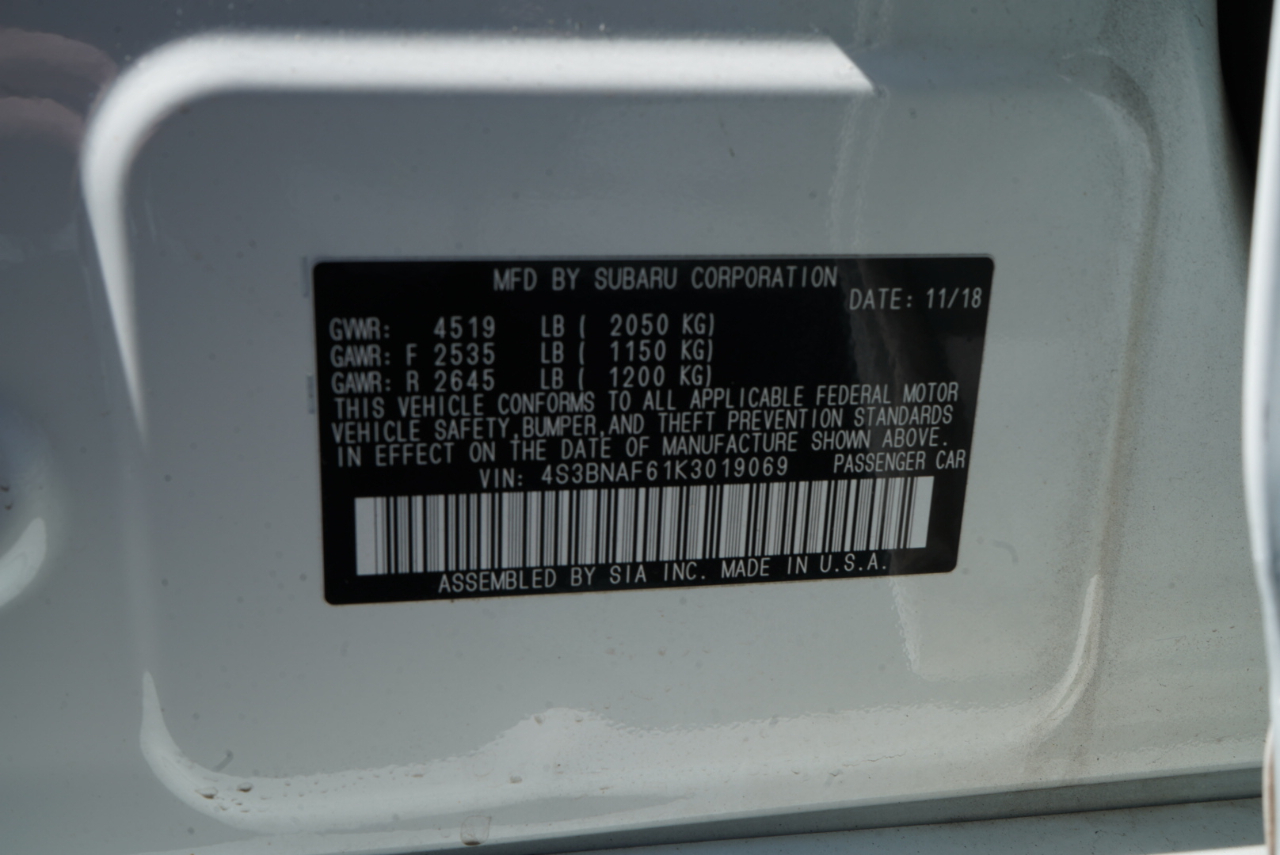 MFD BY SUBARU CORPORATION
DATE: 11/18
GVWR: 4519 LB ( 2050 KG)
GAWR: F 2535 LB ( 1150 KG)
GAWR: R 2645 LB ( 1200 KG)
THIS VEHICLE CONFORMS TO ALL APPLICABLE FEDERAL MOTOR
VEHICLE SAFETY,BUMPER,AND THEFT PREVENTION STANDARDS
IN EFFECT ON THE DATE OF MANUFACTURE SHOWN ABOVE.
VIN: 4S3BNAF61K3019069 PASSENGER CAR
ASSEMBLED BY SIA INC. MADE IN U.S.A.